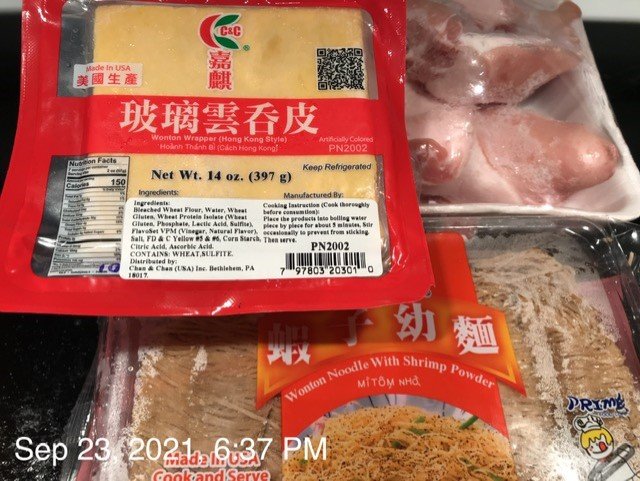 C&C
嘉麒
Made In USA
美國生產
玻璃雲吞皮
Artificially Colored
Wonton Wrapper (Hong Kong Style)
PN2002
Hoành Thánh Bì (Cách Hong Kong)
Nutrition Facts
Calories 150
Keep Refrigerated
Net Wt. 14 oz. (397 g)
Ingredients:
Manufactured By:
Ingredients:
Bleached Wheat Flour, Water, Wheat
Gluten, Wheat Protein Isolate (Wheat
Gluten, Phosphate, Lactic Acid, Sulfite),
FlavoSet VPM (Vinegar, Natural Flavor),
Salt, FD & C Yellow #5 & #6, Corn Starch,
Citric Acid, Ascorbic Acid.
CONTAINS: WHEAT,SULFITE.
Distributed by:
Chan & Chan (USA) Inc. Bethlehem, PA
18017.
Cooking Instruction (Cook thoroughly
before consumtion):
Place the products into boiling water
piece by piece for about 5 minutes, Stir
occasionally to prevent from sticking.
Then serve.
PN2002
7 97803 20301 0
蝦子幼麵
Wonton Noodle With Shrimp Powder
MÌ TÔM NHỎ
PRIME
Made In USA
Cook and Serve
Sep 23, 2021, 6:37 PM